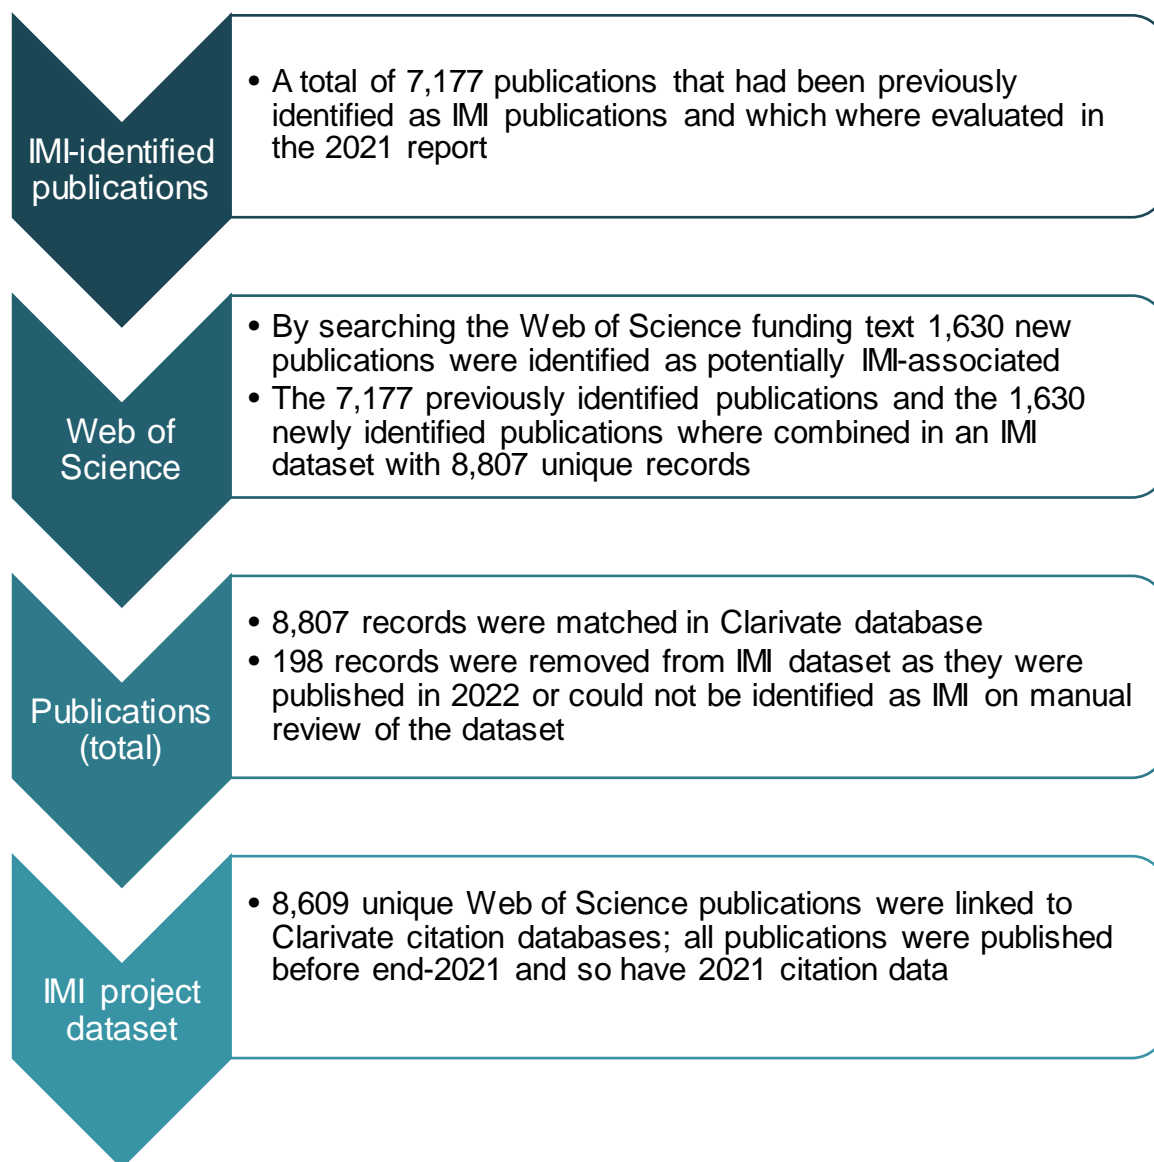 IMI-identified
publications
• A total of 7,177 publications that had been previously
identified as IMI publications and which where evaluated in
the 2021 report
Web of
Science
• By searching the Web of Science funding text 1,630 new
publications were identified as potentially IMI-associated
• The 7,177 previously identified publications and the 1,630
newly identified publications where combined in an IMI
dataset with 8,807 unique records
Publications
(total)
• 8,807 records were matched in Clarivate database
• 198 records were removed from IMI dataset as they were
published in 2022 or could not be identified as IMI on manual
review of the dataset
IMI project
dataset
• 8,609 unique Web of Science publications were linked to
Clarivate citation databases; all publications were published
before end-2021 and so have 2021 citation data